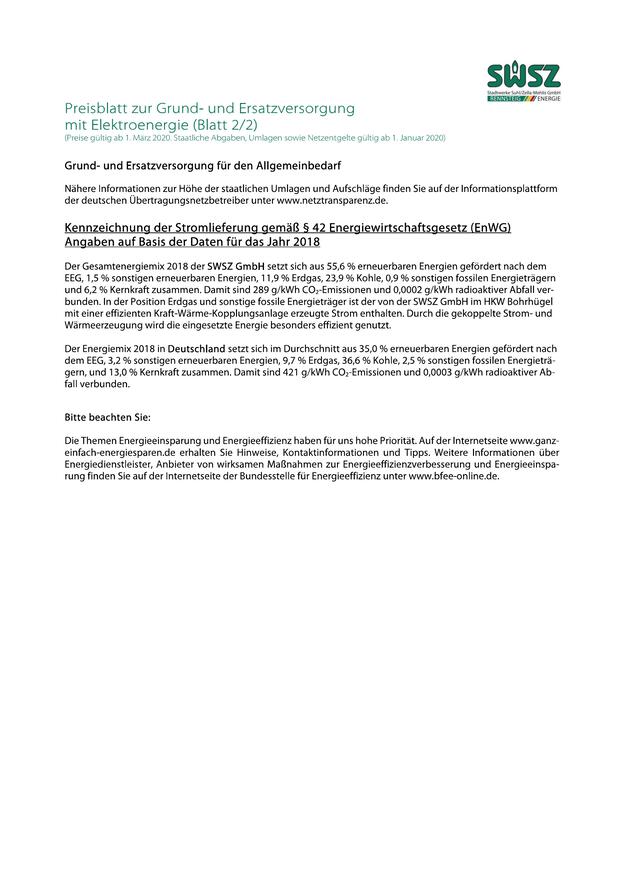 SWSZ
Stadtwerke Suhl/Zella-Mehlis GmbH
RENNSTEIG ENERGIE
Preisblatt zur Grund- und Ersatzversorgung
mit Elektroenergie (Blatt 2/2)
(Preise gültig ab 1. März 2020. Staatliche Abgaben, Umlagen sowie Netzentgelte gültig ab 1. Januar 2020)
Grund- und Ersatzversorgung für den Allgemeinbedarf
Nähere Informationen zur Höhe der staatlichen Umlagen und Aufschläge finden Sie auf der Informationsplattform
der deutschen Übertragungsnetzbetreiber unter www.netztransparenz.de.
Kennzeichnung der Stromlieferung gemäß § 42 Energiewirtschaftsgesetz (EnWG)
Angaben auf Basis der Daten für das Jahr 2018
Der Gesamtenergiemix 2018 der SWSZ GmbH setzt sich aus 55,6 % erneuerbaren Energien gefördert nach dem
EEG, 1,5 % sonstigen erneuerbaren Energien, 11,9 % Erdgas, 23,9 % Kohle, 0,9 % sonstigen fossilen Energieträgern
und 6,2 % Kernkraft zusammen. Damit sind 289 g/kWh CO₂-Emissionen und 0,0002 g/kWh radioaktiver Abfall ver-
bunden. In der Position Erdgas und sonstige fossile Energieträger ist der von der SWSZ GmbH im HKW Bohrhügel
mit einer effizienten Kraft-Wärme-Kopplungsanlage erzeugte Strom enthalten. Durch die gekoppelte Strom- und
Wärmeerzeugung wird die eingesetzte Energie besonders effizient genutzt.
Der Energiemix 2018 in Deutschland setzt sich im Durchschnitt aus 35,0 % erneuerbaren Energien gefördert nach
dem EEG, 3,2 % sonstigen erneuerbaren Energien, 9,7 % Erdgas, 36,6 % Kohle, 2,5 % sonstigen fossilen Energieträ-
gern, und 13,0 % Kernkraft zusammen. Damit sind 421 g/kWh CO₂-Emissionen und 0,0003 g/kWh radioaktiver Ab-
fall verbunden.
Bitte beachten Sie:
Die Themen Energieeinsparung und Energieeffizienz haben für uns hohe Priorität. Auf der Internetseite www.ganz-
einfach-energiesparen.de erhalten Sie Hinweise, Kontaktinformationen und Tipps. Weitere Informationen über
Energiedienstleister, Anbieter von wirksamen Maßnahmen zur Energieeffizienzverbesserung und Energieeinspa-
rung finden Sie auf der Internetseite der Bundesstelle für Energieeffizienz unter www.bfee-online.de.